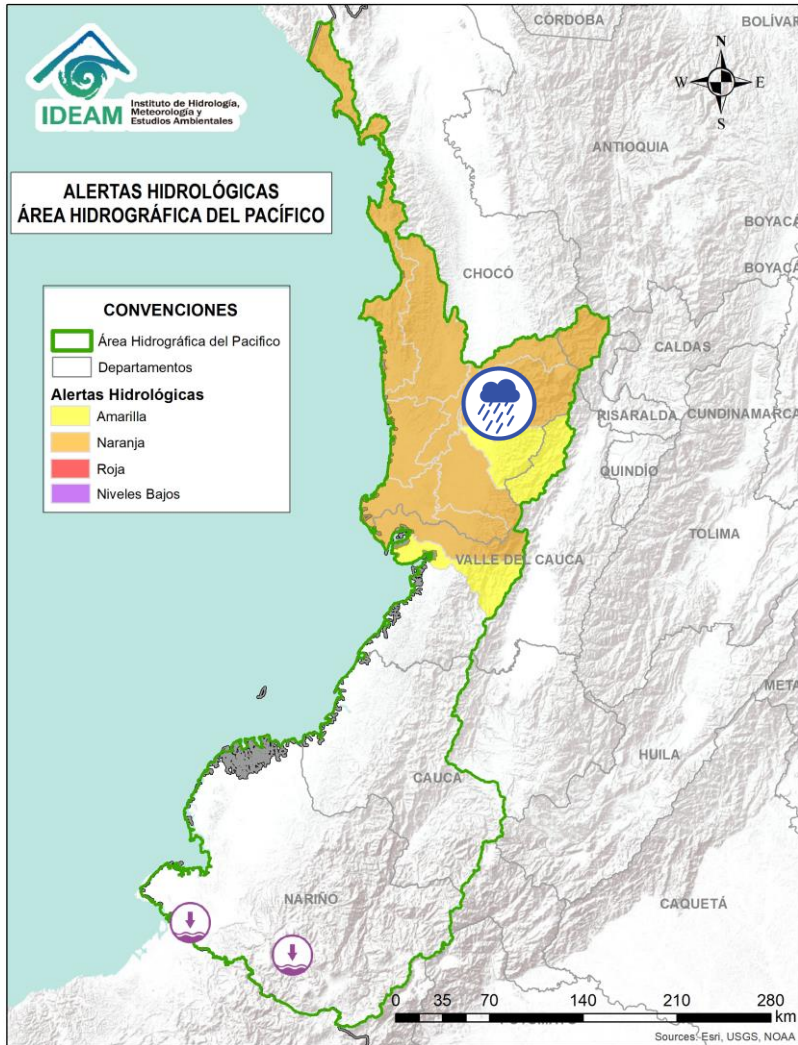 IDEAM
Instituto de Hidrología,
Meteorología y
Estudios Ambientales
ALERTAS HIDROLÓGICAS
ÁREA HIDROGRÁFICA DEL PACÍFICO
CONVENCIONES
Área Hidrográfica del Pacifico
Departamentos
Alertas Hidrológicas
Amarilla
Naranja
Roja
Niveles Bajos
N
W
E
S
CÓRDOBA
BOLÍVAR
ANTIOQUIA
BOYACÁ
BOYACÁ
CHOCÓ
CALDAS
RISARALDA
CUNDINAMARCA
QUINDÍO
TOLIMA
VALLE DEL CAUCA
META
HUILA
CAUCA
NARIÑO
CAQUETÁ
0 35 70 140 210 280
km
Sources: Esri, USGS, NOAA